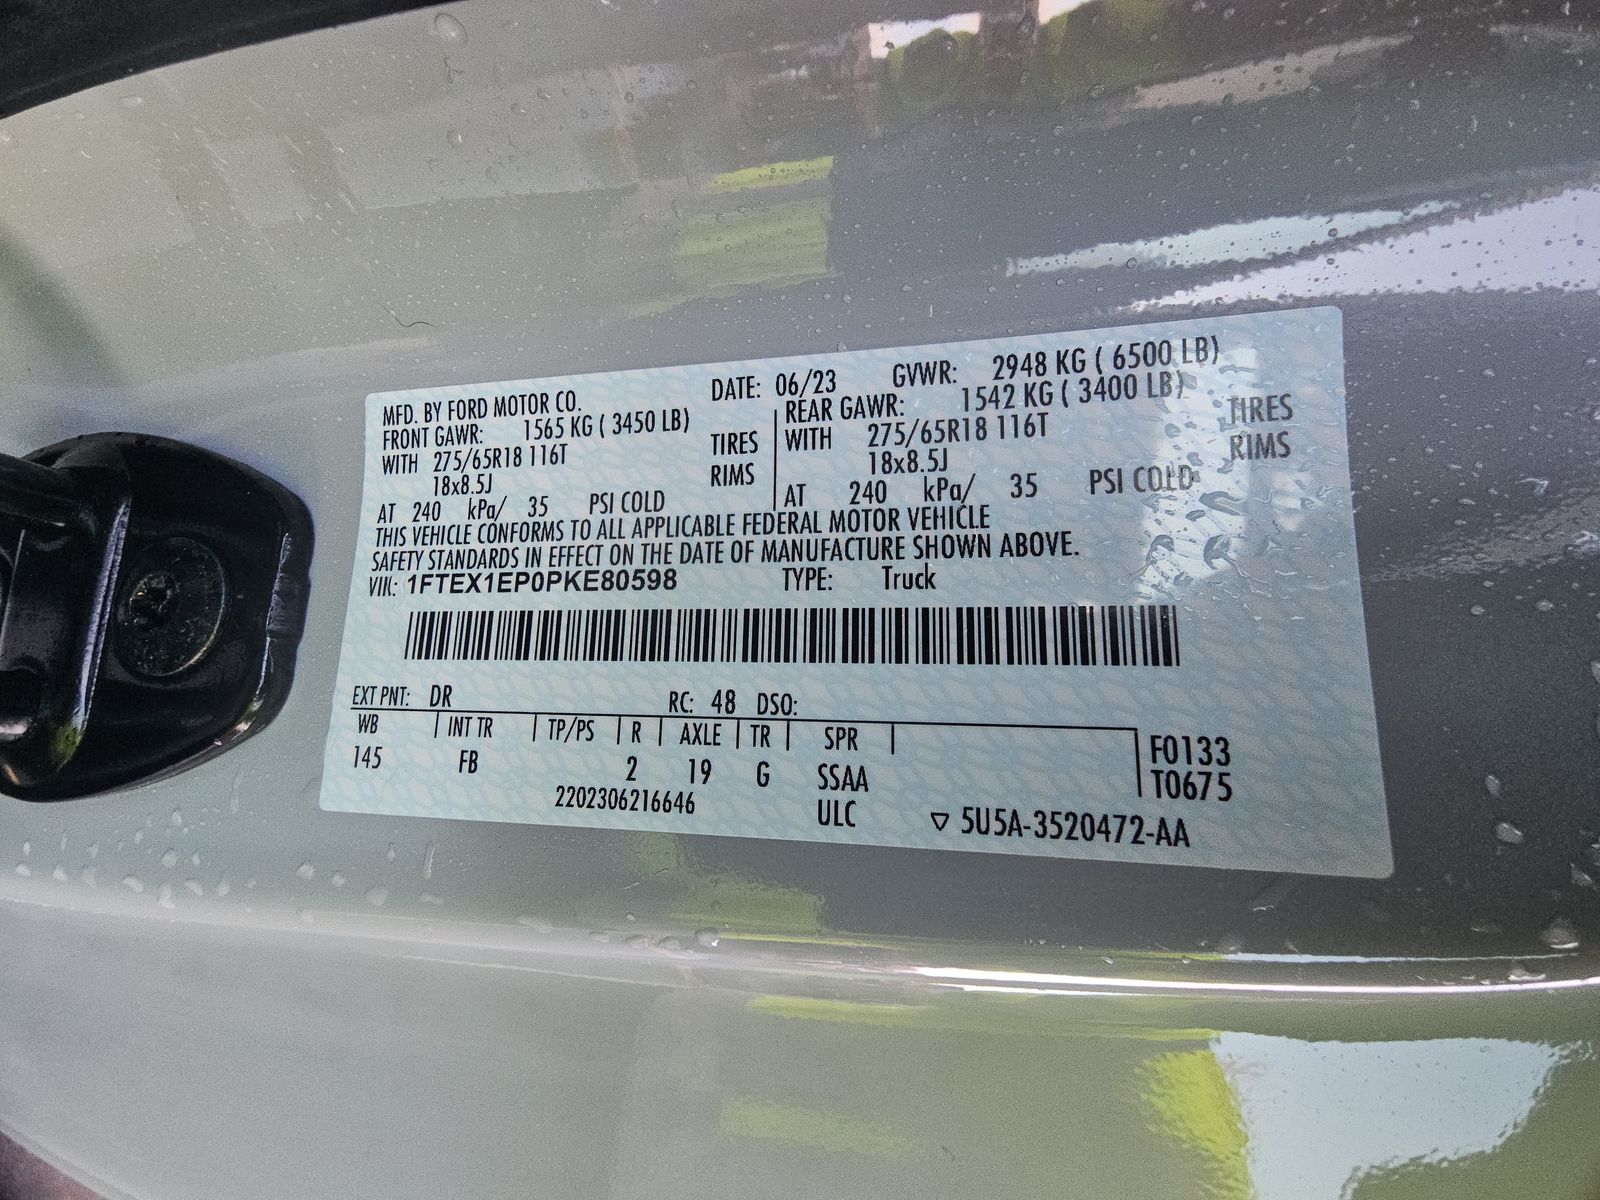 MFD. BY FORD MOTOR CO. DATE: 06/23 GVWR: 2948 KG ( 6500 LB)
FRONT GAWR: 1565 KG ( 3450 LB) REAR GAWR: 1542 KG ( 3400 LB)
WITH 275/65R18 116T TIRES WITH 275/65R18 116T TIRES
18x8.5J RIMS 18x8.5J RIMS
AT 240 kPa/ 35 PSI COLD AT 240 kPa/ 35 PSI COLD
THIS VEHICLE CONFORMS TO ALL APPLICABLE FEDERAL MOTOR VEHICLE
SAFETY STANDARDS IN EFFECT ON THE DATE OF MANUFACTURE SHOWN ABOVE.
VIN: 1FTEX1EP0PKE80598 TYPE: Truck
EXT PNT: DR RC: 48 DSO:
WB INT TR TP/PS R AXLE TR SPR F0133
145 FB 2 19 G SSAA T0675
2202306216646 ULC ▽ 5U5A-3520472-AA